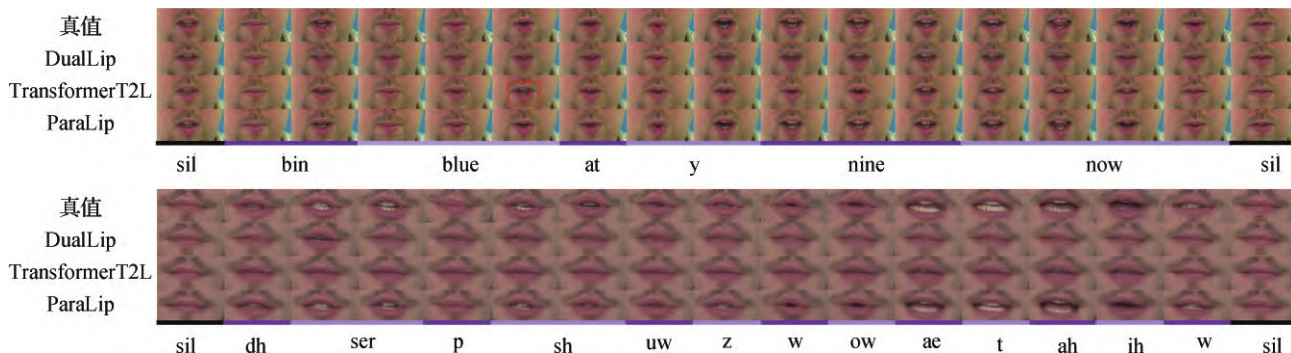 真值
DualLip
TransformerT2L
ParaLip
sil bin blue at y nine now sil
真值
DualLip
TransformerT2L
ParaLip
sil dh ser p sh uw z w ow ae t ah ih w sil